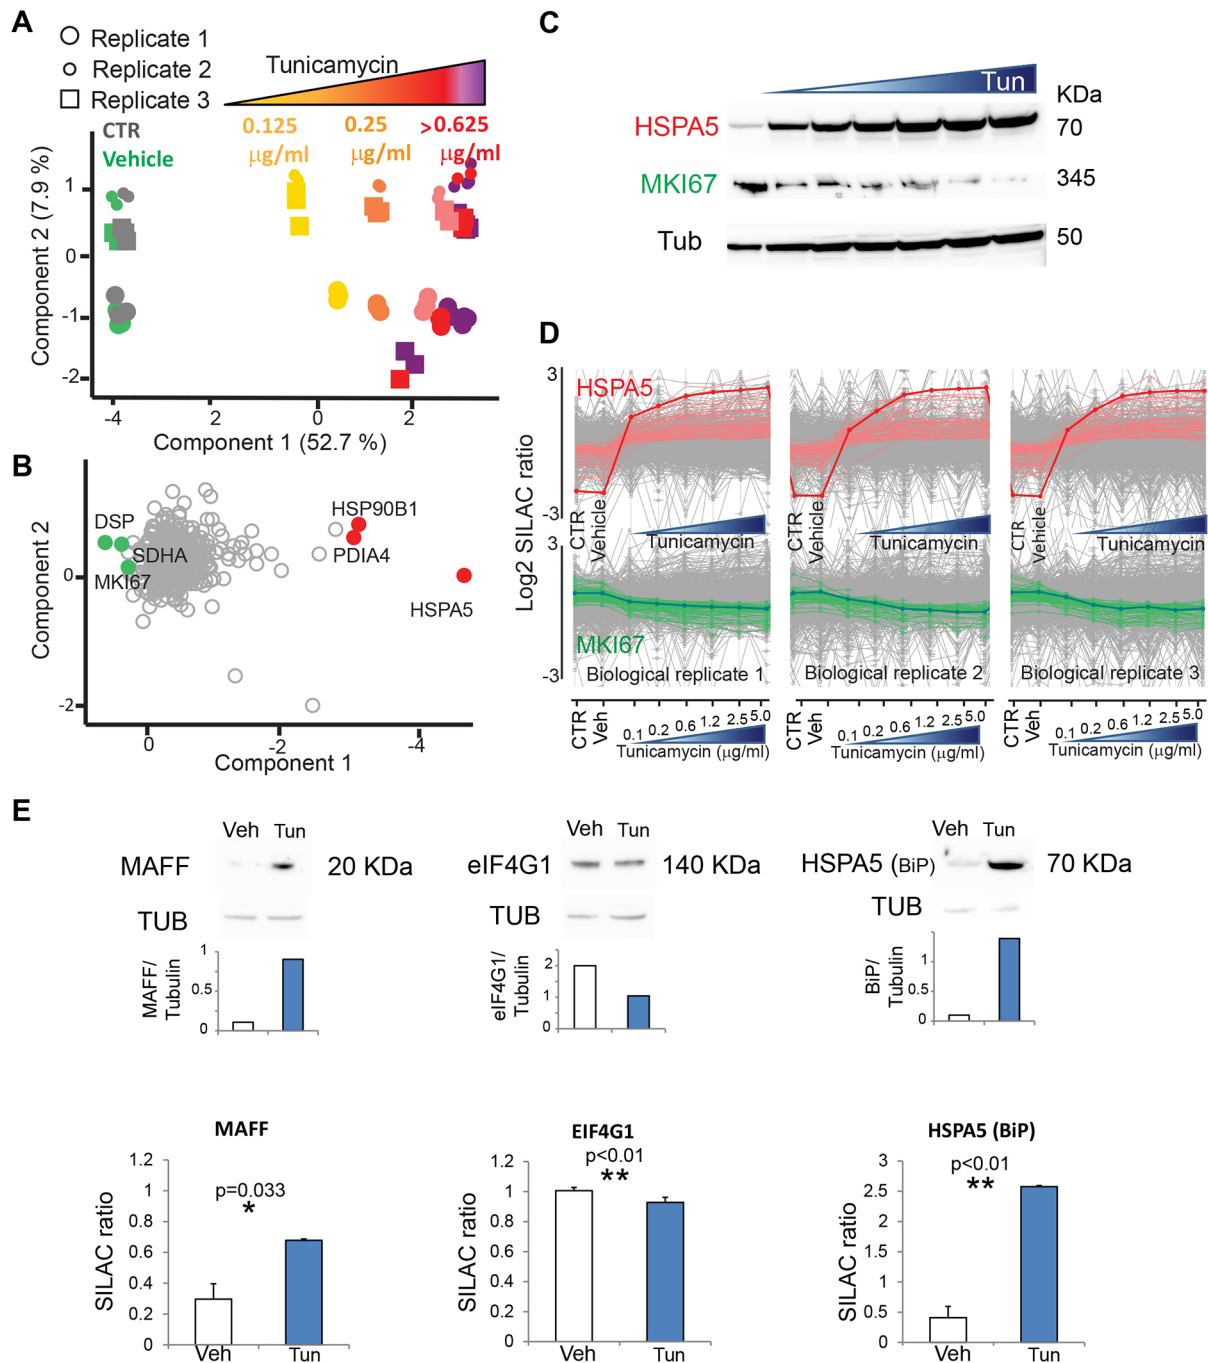 A
Replicate 1
Replicate 2
Replicate 3
Tunicamycin
CTR
Vehicle
0.125
µg/ml
0.25
µg/ml
>0.625
µg/ml
Component 2 (7.9 %)
1
0
-1
-2
-4
2
0
2
Component 1 (52.7 %)
B
Component 2
0
-2
DSP
SDHA
MKI67
HSP90B1
PDIA4
HSPA5
0
-2
-4
Component 1
C
Tun
KDa
HSPA5
70
MKI67
345
Tub
50
D
Log2 SILAC ratio
3
-3
3
-3
HSPA5
CTR
Vehicle
Tunicamycin
CTR
Vehicle
Tunicamycin
CTR
Vehicle
Tunicamycin
MKI67
Biological replicate 1
Biological replicate 2
Biological replicate 3
CTR
Veh
0.1 0.2 0.6 1.2 2.5 5.0
Tunicamycin (µg/ml)
CTR
Veh
0.1 0.2 0.6 1.2 2.5 5.0
Tunicamycin (µg/ml)
CTR
Veh
0.1 0.2 0.6 1.2 2.5 5.0
Tunicamycin (µg/ml)
E
Veh Tun
MAFF
20 KDa
TUB
MAFF/
Tubulin
1
0.5
0
Veh Tun
eIF4G1
140 KDa
TUB
eIF4G1/
Tubulin
2
1
0
Veh Tun
HSPA5 (BiP)
70 KDa
TUB
BiP/
Tubulin
1
0.5
0
MAFF
p=0.033
*
SILAC ratio
1.2
1
0.8
0.6
0.4
0.2
0
Veh Tun
EIF4G1
p<0.01
**
SILAC ratio
1.2
1
0.8
0.6
0.4
0.2
0
Veh Tun
HSPA5 (BiP)
p<0.01
**
SILAC ratio
3
2.5
2
1.5
1
0.5
0
Veh Tun